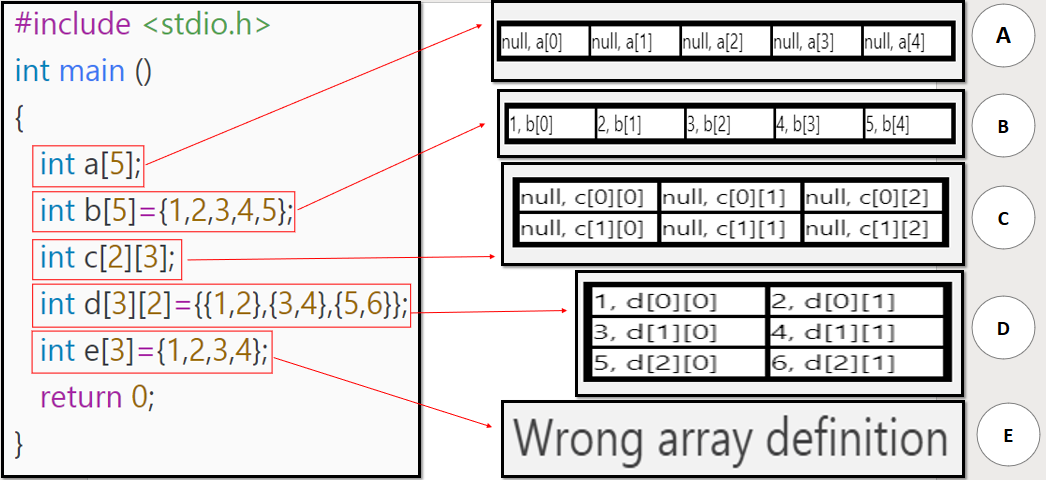 #include <stdio.h>
int main ()
{
int a[5];
int b[5]={1,2,3,4,5};
int c[2][3];
int d[3][2]={{1,2},{3,4},{5,6}};
int e[3]={1,2,3,4};
return 0;
}
null, a[0] null, a[1] null, a[2] null, a[3] null, a[4]
A
1, b[0] 2, b[1] 3, b[2] 4, b[3] 5, b[4]
B
null, c[0][0] null, c[0][1] null, c[0][2]
null, c[1][0] null, c[1][1] null, c[1][2]
C
1, d[0][0] 2, d[0][1]
3, d[1][0] 4, d[1][1]
5, d[2][0] 6, d[2][1]
D
Wrong array definition
E